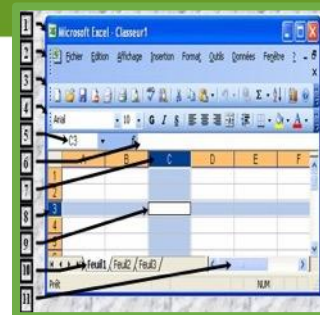 1 Microsoft Excel - Classeur1
2 Fichier Edition Affichage Insertion Format Outils Données Fenêtre ?
3
4 Arial 10 G I S
5 C3
6 A B C D E F
7 1
2
8 3
9 4
5
10 Feuil1 Feuil2 Feuil3
11 Prêt NUM